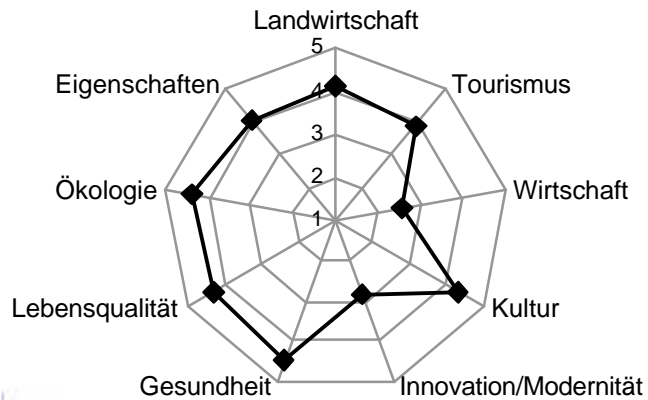 Landwirtschaft
5
Eigenschaften
4
Tourismus
3
Ökologie
2
Wirtschaft
1
Lebensqualität
Kultur
Gesundheit
Innovation/Modernität